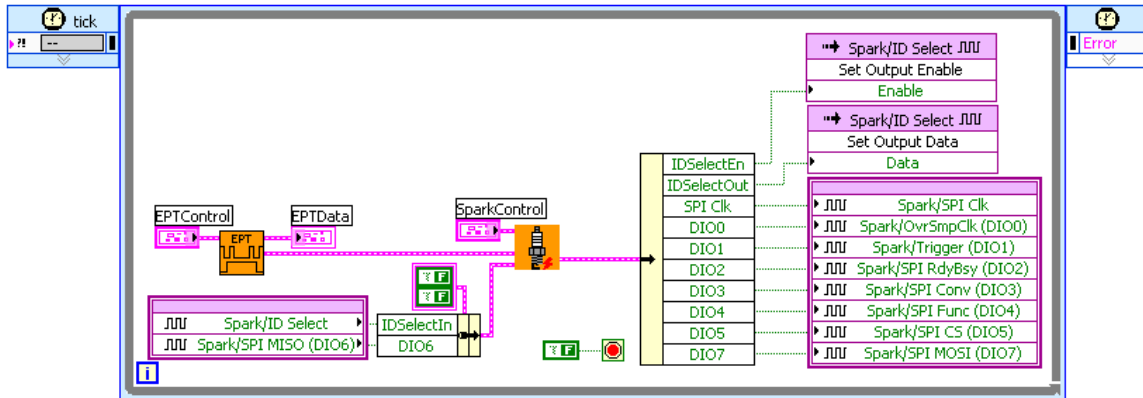 tick
?!
--
Error
Spark/ID Select
Set Output Enable
Enable
Spark/ID Select
Set Output Data
Data
IDSelectEn
IDSelectOut
SPI Clk
DIO0
DIO1
DIO2
DIO3
DIO4
DIO5
DIO7
Spark/SPI Clk
Spark/OvrSmpClk (DIO0)
Spark/Trigger (DIO1)
Spark/SPI RdyBsy (DIO2)
Spark/SPI Conv (DIO3)
Spark/SPI Func (DIO4)
Spark/SPI CS (DIO5)
Spark/SPI MOSI (DIO7)
EPTControl
EPTData
SparkControl
EPT
T F
T F
Spark/ID Select
Spark/SPI MISO (DIO6)
IDSelectIn
DIO6
T F
i